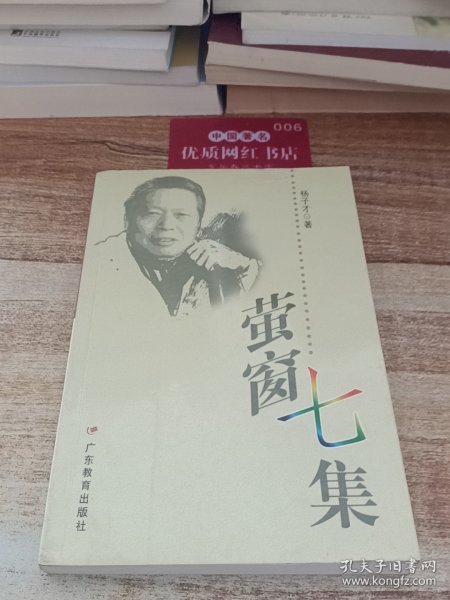 006
中国著名
优质网红书店
杨子才◎著
萤窗七集
广东教育出版社
孔夫子旧书网
www.kongfz.com